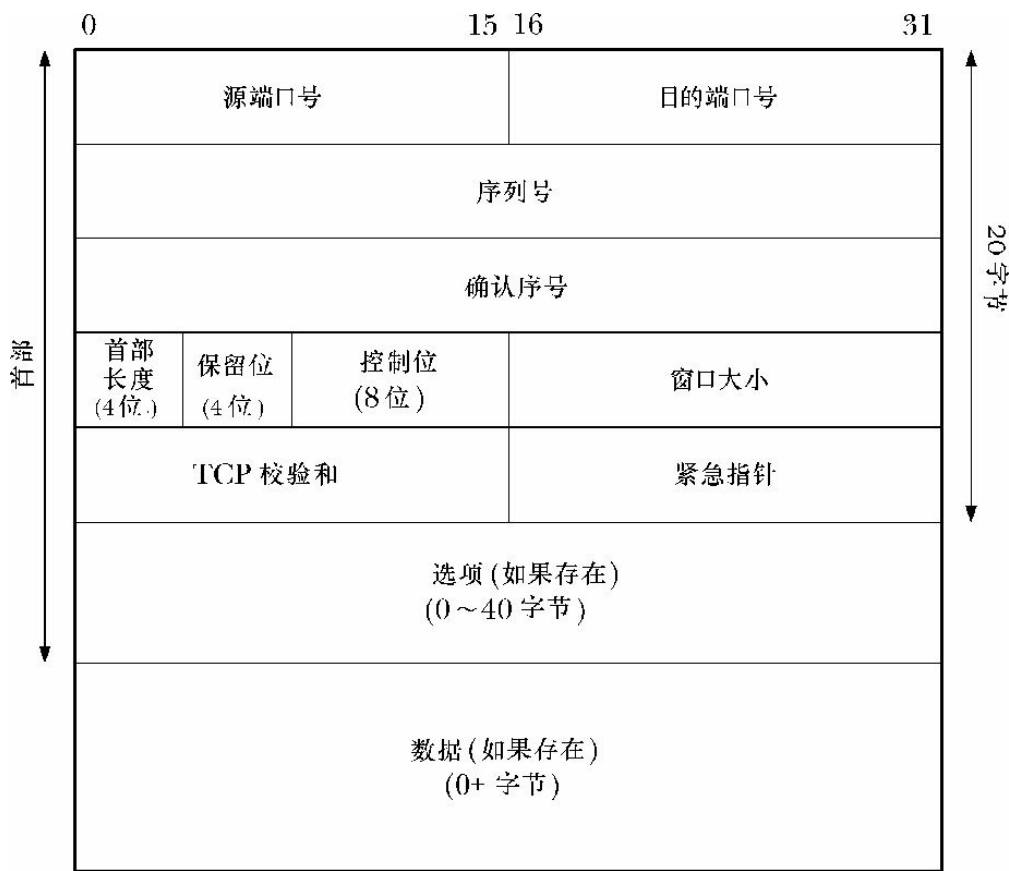 0 15 16 31
源端口号 目的端口号
序列号
确认序号
首部
长度
(4位)
保留位
(4位)
控制位
(8位)
窗口大小
TCP 校验和 紧急指针
选项(如果存在)
(0～40 字节)
数据(如果存在)
(0+ 字节)
首部
20字节